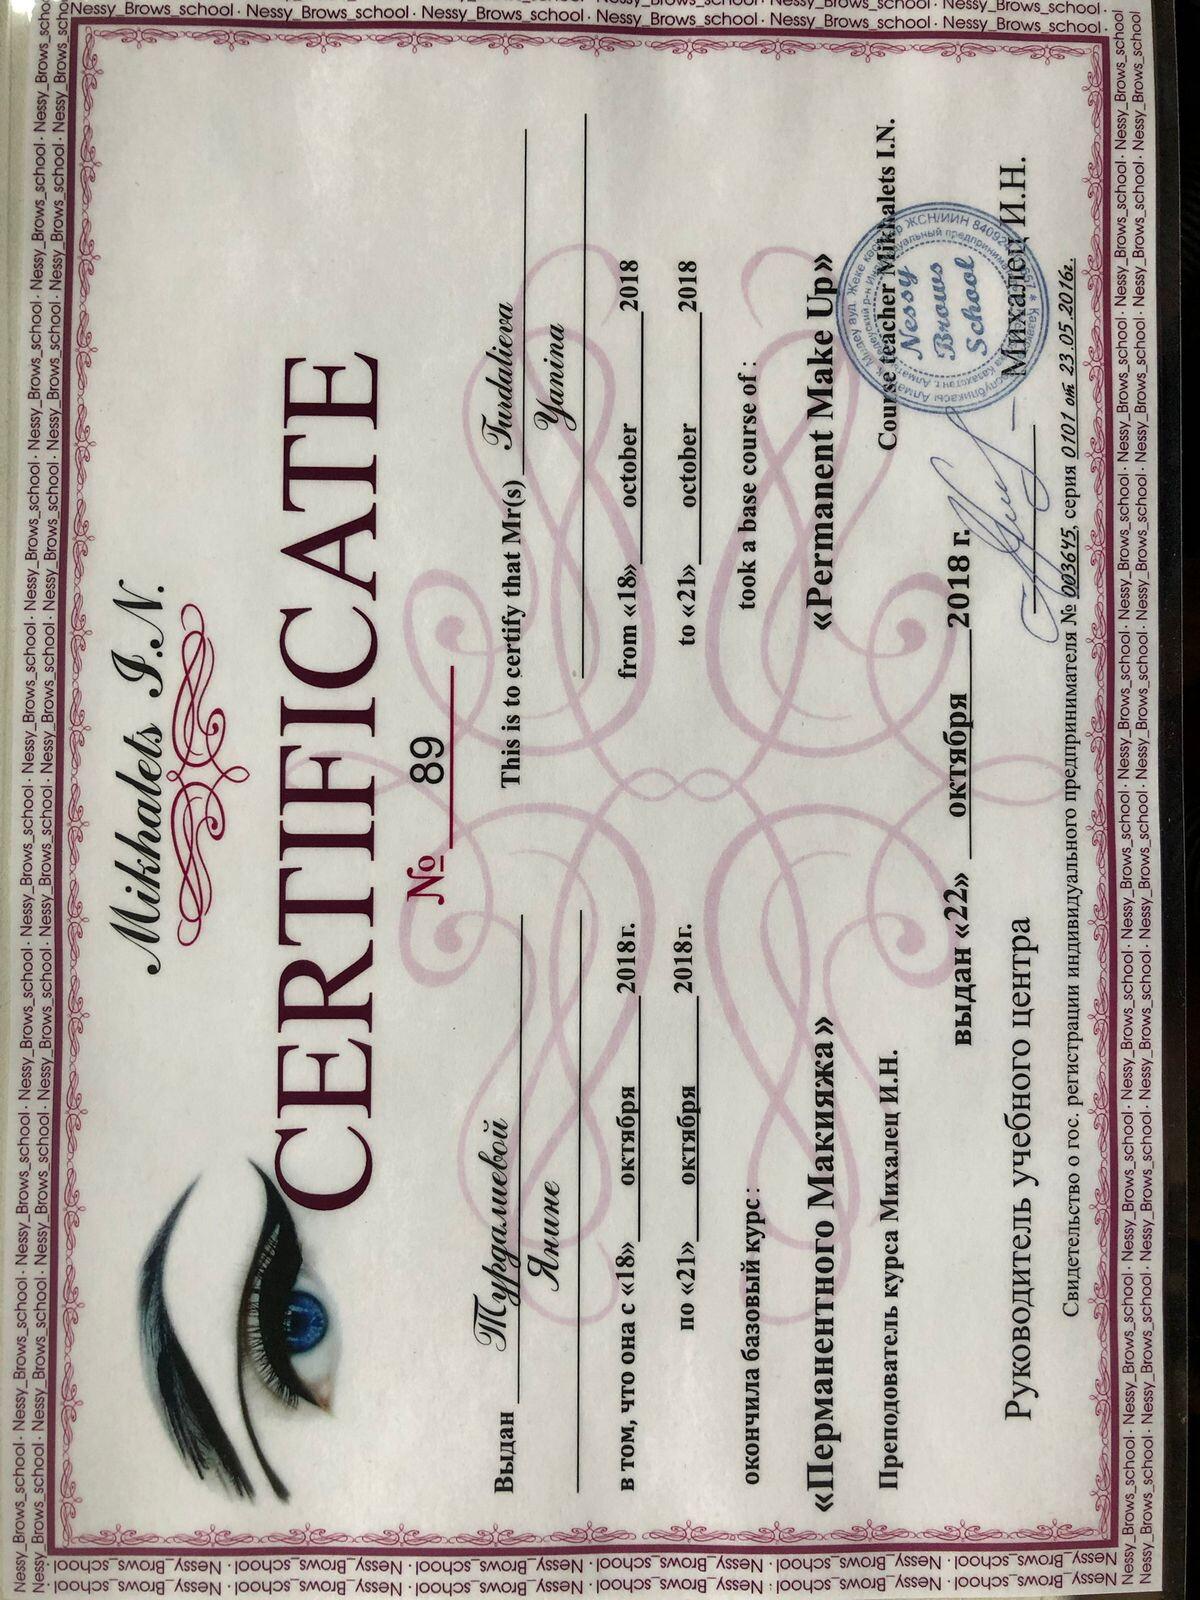 Mikhalets I.N.
CERTIFICATE
№ 89
Выдан Турдалиевой
Янине
в том, что она с «18» октября 2018г.
по «21» октября 2018г.
окончила базовый курс:
«Перманентного Макияжа»
Преподователь курса Михалец И.Н.
This is to certify that Mr(s) Turdalieva
Yanina
from «18» october 2018
to «21» october 2018
took a base course of:
«Permanent Make Up»
Course teacher Mikhalets I.N.
выдан «22» октября 2018 г.
Руководитель учебного центра Михалец И.Н.
Свидетельство о гос. регистрации индивидуального предпринимателя № 003645, серия 0101 от 23.05.2016г.
Nessy
Brows
School
Nessy_Brows_school · Nessy_Brows_school · Nessy_Brows_school · Nessy_Brows_school